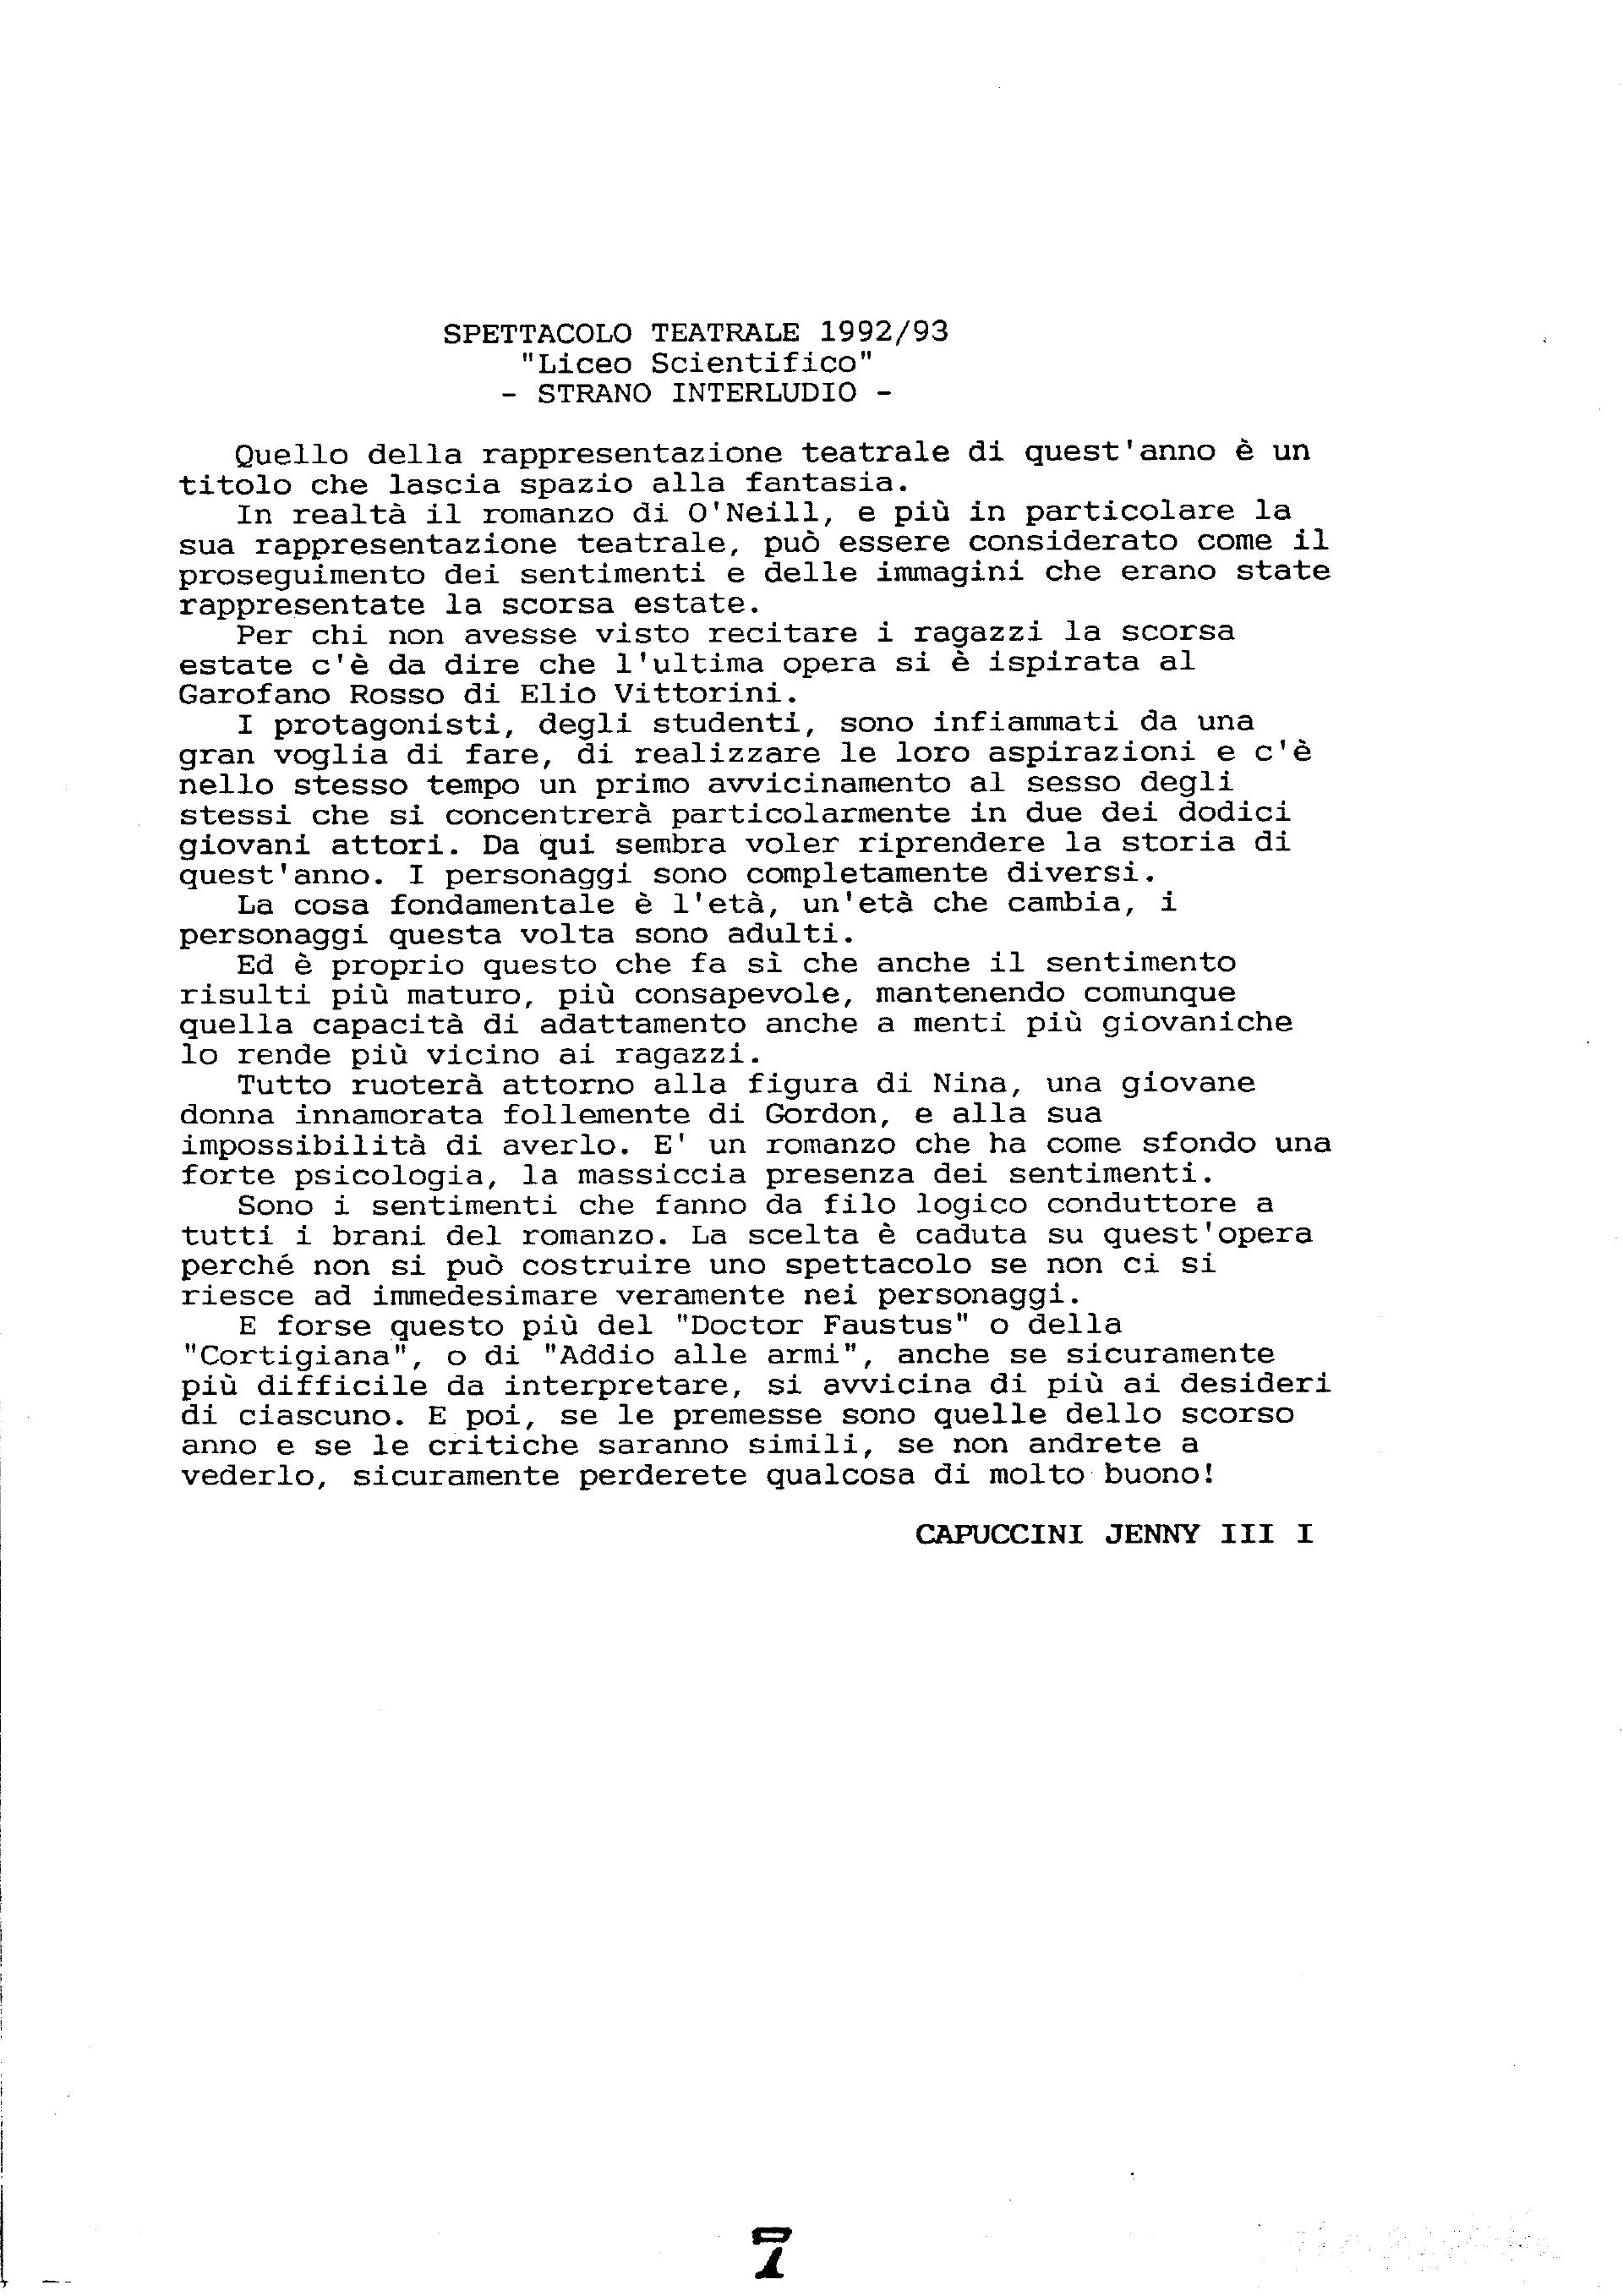 SPETTACOLO TEATRALE 1992/93
"Liceo Scientifico"
- STRANO INTERLUDIO -
Quello della rappresentazione teatrale di quest'anno è un
titolo che lascia spazio alla fantasia.
In realtà il romanzo di O'Neill, e più in particolare la
sua rappresentazione teatrale, può essere considerato come il
proseguimento dei sentimenti e delle immagini che erano state
rappresentate la scorsa estate.
Per chi non avesse visto recitare i ragazzi la scorsa
estate c'è da dire che l'ultima opera si è ispirata al
Garofano Rosso di Elio Vittorini.
I protagonisti, degli studenti, sono infiammati da una
gran voglia di fare, di realizzare le loro aspirazioni e c'è
nello stesso tempo un primo avvicinamento al sesso degli
stessi che si concentrerà particolarmente in due dei dodici
giovani attori. Da qui sembra voler riprendere la storia di
quest'anno. I personaggi sono completamente diversi.
La cosa fondamentale è l'età, un'età che cambia, i
personaggi questa volta sono adulti.
Ed è proprio questo che fa sì che anche il sentimento
risulti più maturo, più consapevole, mantenendo comunque
quella capacità di adattamento anche a menti più giovaniche
lo rende più vicino ai ragazzi.
Tutto ruoterà attorno alla figura di Nina, una giovane
donna innamorata follemente di Gordon, e alla sua
impossibilità di averlo. E' un romanzo che ha come sfondo una
forte psicologia, la massiccia presenza dei sentimenti.
Sono i sentimenti che fanno da filo logico conduttore a
tutti i brani del romanzo. La scelta è caduta su quest'opera
perché non si può costruire uno spettacolo se non ci si
riesce ad immedesimare veramente nei personaggi.
E forse questo più del "Doctor Faustus" o della
"Cortigiana", o di "Addio alle armi", anche se sicuramente
più difficile da interpretare, si avvicina di più ai desideri
di ciascuno. E poi, se le premesse sono quelle dello scorso
anno e se le critiche saranno simili, se non andrete a
vederlo, sicuramente perderete qualcosa di molto buono!
CAPUCCINI JENNY III I
7